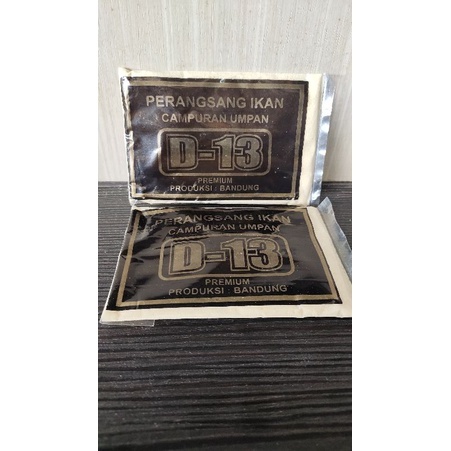 PERANGSANG IKAN
CAMPURAN UMPAN
D-13
PREMIUM
PRODUKSI : BANDUNG
PERANGSANG IKAN
CAMPURAN UMPAN
D-13
PREMIUM
PRODUKSI : BANDUNG